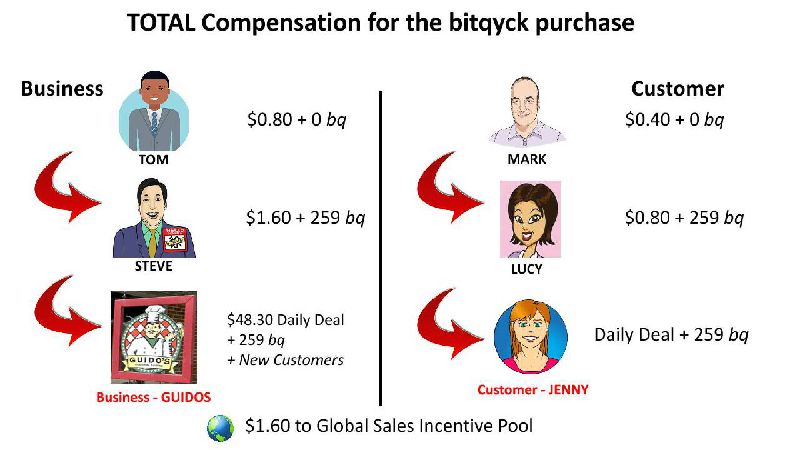 TOTAL Compensation for the bitqyck purchase
Business
Customer
$0.80 + 0 bq
TOM
$0.40 + 0 bq
MARK
$1.60 + 259 bq
STEVE
$0.80 + 259 bq
LUCY
$48.30 Daily Deal
+ 259 bq
+ New Customers
GUIDO'S
Business - GUIDOS
Daily Deal + 259 bq
Customer - JENNY
$1.60 to Global Sales Incentive Pool